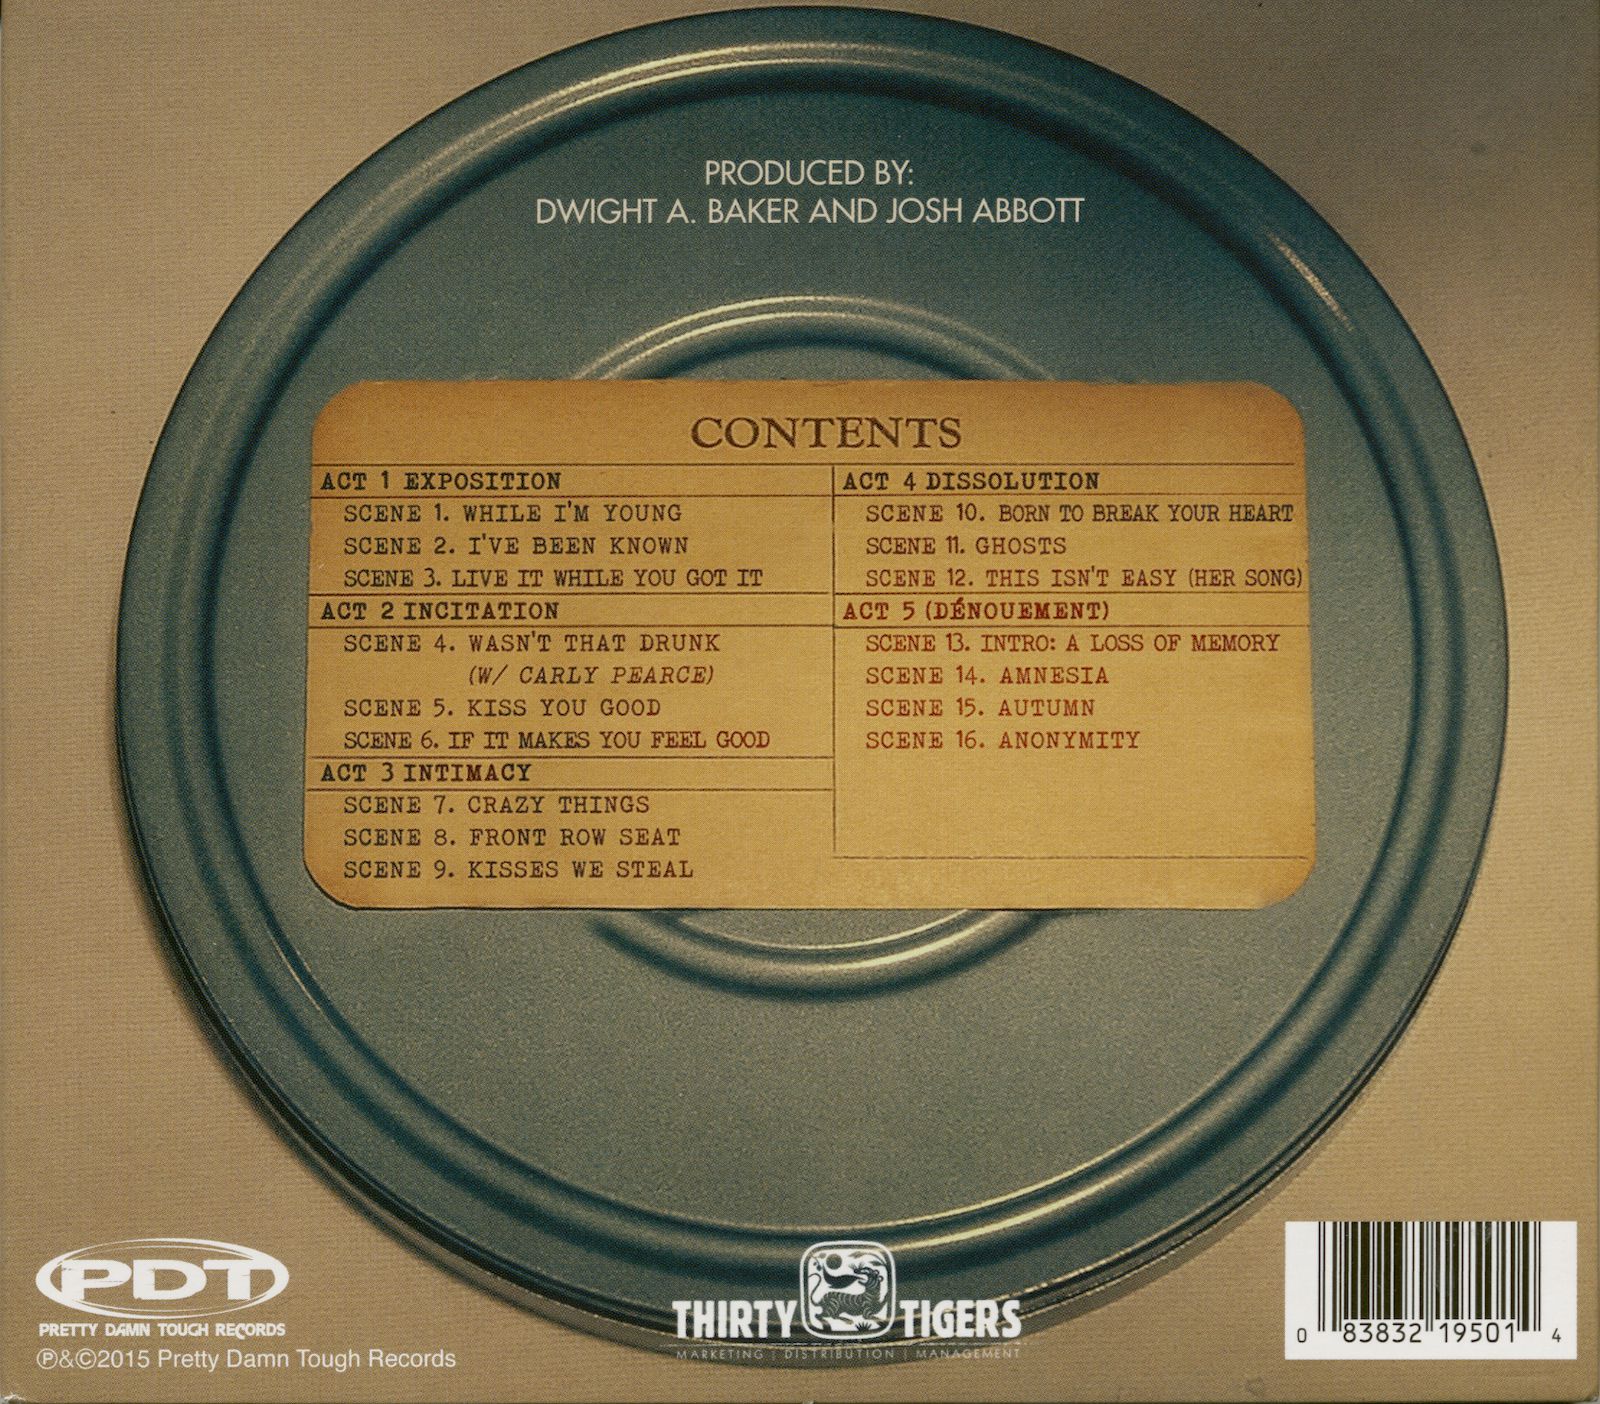 PRODUCED BY:
DWIGHT A. BAKER AND JOSH ABBOTT
CONTENTS
ACT 1 EXPOSITION
SCENE 1. WHILE I'M YOUNG
SCENE 2. I'VE BEEN KNOWN
SCENE 3. LIVE IT WHILE YOU GOT IT
ACT 2 INCITATION
SCENE 4. WASN'T THAT DRUNK
(W/ CARLY PEARCE)
SCENE 5. KISS YOU GOOD
SCENE 6. IF IT MAKES YOU FEEL GOOD
ACT 3 INTIMACY
SCENE 7. CRAZY THINGS
SCENE 8. FRONT ROW SEAT
SCENE 9. KISSES WE STEAL
ACT 4 DISSOLUTION
SCENE 10. BORN TO BREAK YOUR HEART
SCENE 11. GHOSTS
SCENE 12. THIS ISN'T EASY (HER SONG)
ACT 5 (DÉNOUEMENT)
SCENE 13. INTRO: A LOSS OF MEMORY
SCENE 14. AMNESIA
SCENE 15. AUTUMN
SCENE 16. ANONYMITY
PDT
PRETTY DAMN TOUGH RECORDS
℗&©2015 Pretty Damn Tough Records
THIRTY TIGERS
MARKETING | DISTRIBUTION | MANAGEMENT
0 83832 19501 4